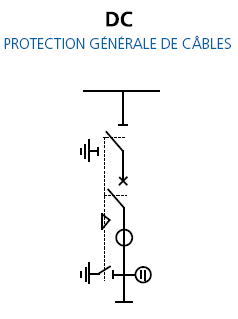 DC
PROTECTION GÉNÉRALE DE CÂBLES